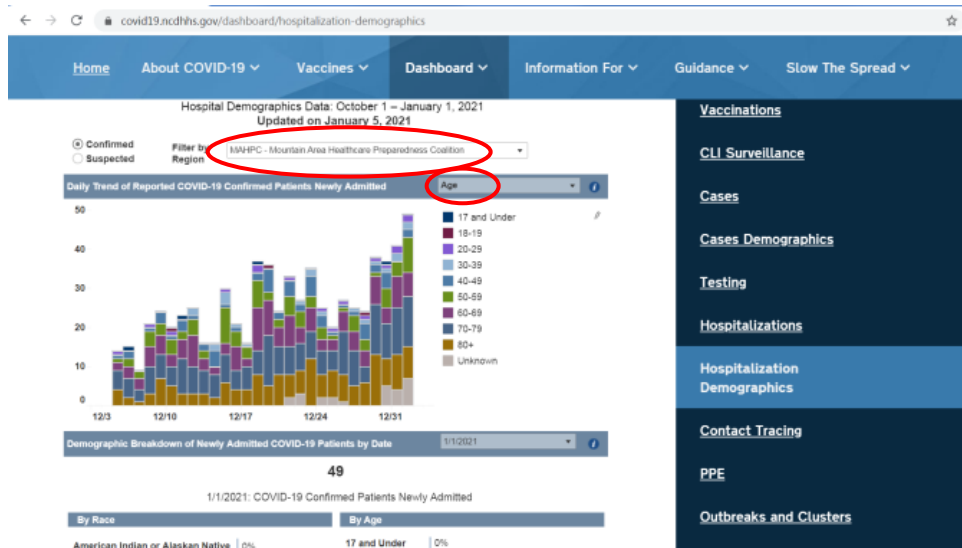 covid19.ncdhhs.gov/dashboard/hospitalization-demographics
Home About COVID-19 Vaccines Dashboard Information For Guidance Slow The Spread
Hospital Demographics Data: October 1 – January 1, 2021
Updated on January 5, 2021
Confirmed
Suspected
Filter by
Region
MAHPC - Mountain Area Healthcare Preparedness Coalition
Daily Trend of Reported COVID-19 Confirmed Patients Newly Admitted Age
50
40
30
20
10
0
12/3 12/10 12/17 12/24 12/31
17 and Under
18-19
20-29
30-39
40-49
50-59
60-69
70-79
80+
Unknown
Demographic Breakdown of Newly Admitted COVID-19 Patients by Date 1/1/2021
49
1/1/2021: COVID-19 Confirmed Patients Newly Admitted
By Race By Age
American Indian or Alaskan Native 0% 17 and Under 0%
Vaccinations
CLI Surveillance
Cases
Cases Demographics
Testing
Hospitalizations
Hospitalization
Demographics
Contact Tracing
PPE
Outbreaks and Clusters